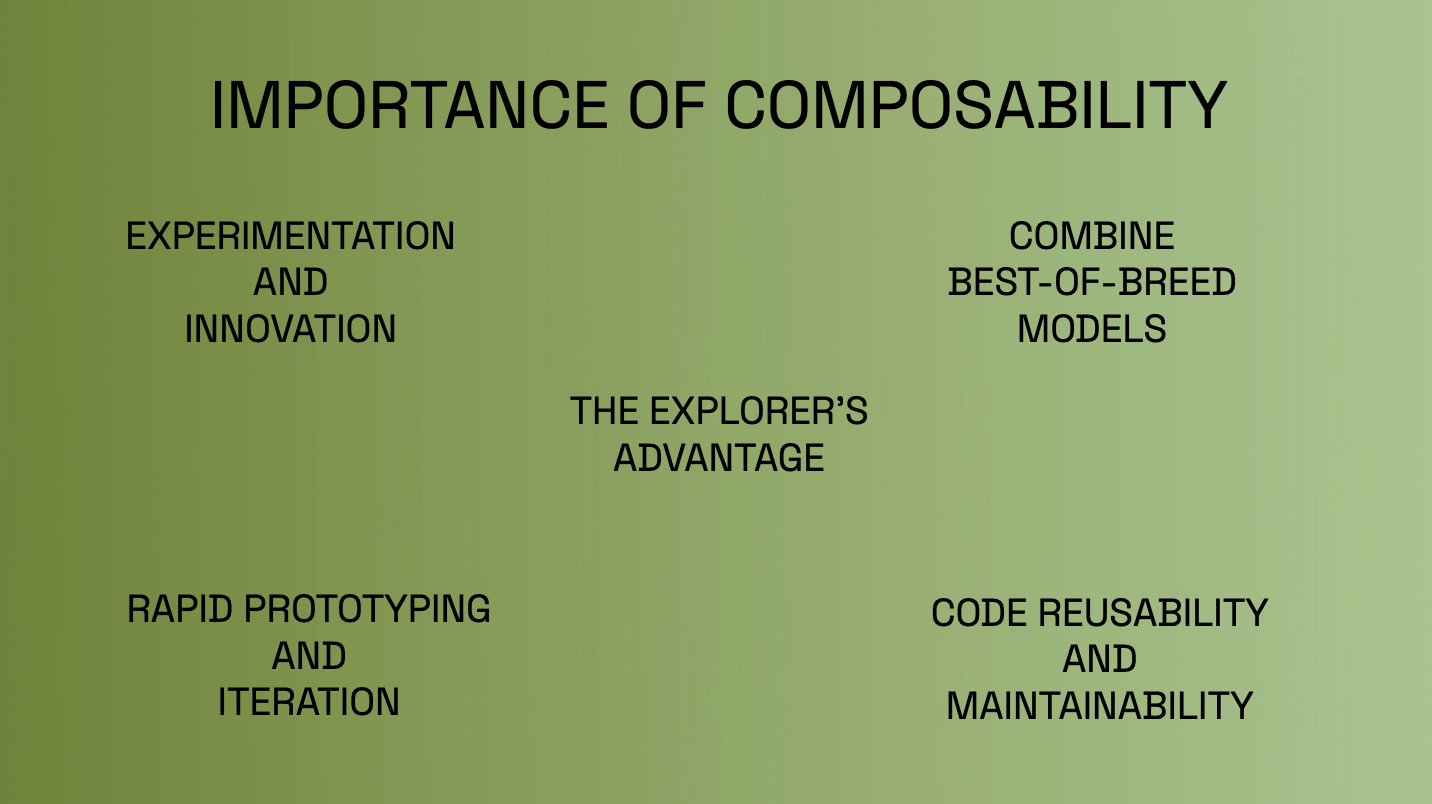 IMPORTANCE OF COMPOSABILITY
EXPERIMENTATION
AND
INNOVATION
COMBINE
BEST-OF-BREED
MODELS
THE EXPLORER’S
ADVANTAGE
RAPID PROTOTYPING
AND
ITERATION
CODE REUSABILITY
AND
MAINTAINABILITY